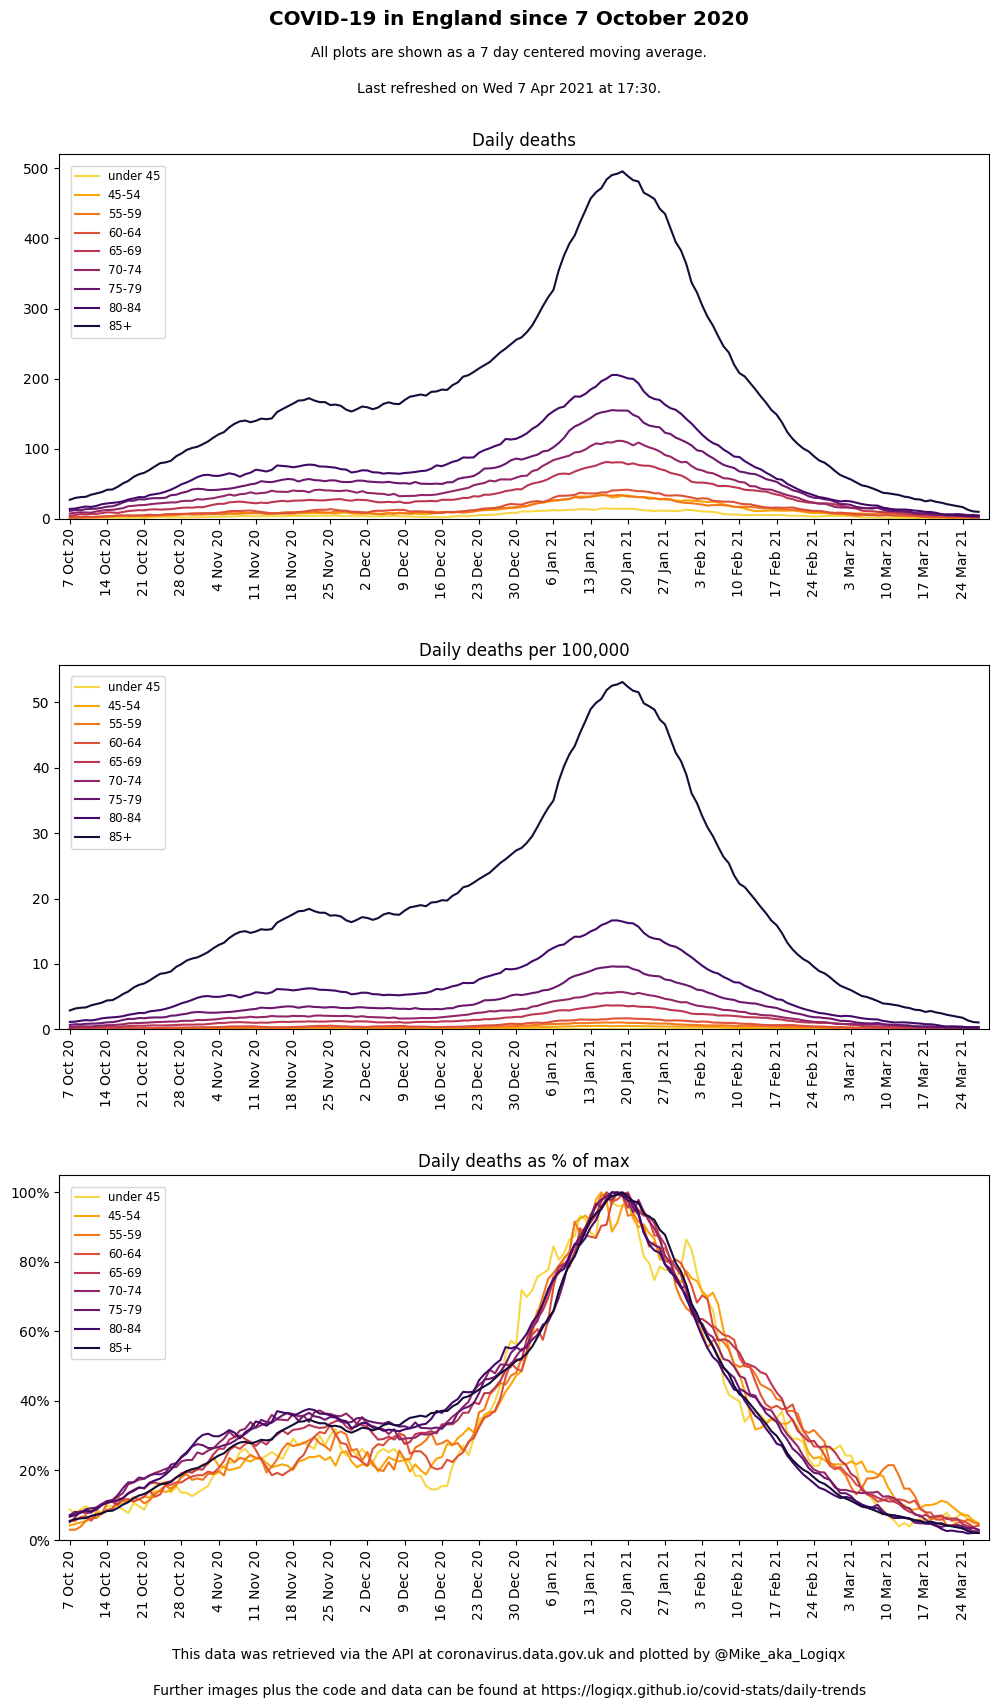 COVID-19 in England since 7 October 2020
All plots are shown as a 7 day centered moving average.
Last refreshed on Wed 7 Apr 2021 at 17:30.
Daily deaths
500
400
300
200
100
0
under 45
45-54
55-59
60-64
65-69
70-74
75-79
80-84
85+
7 Oct 20
14 Oct 20
21 Oct 20
28 Oct 20
4 Nov 20
11 Nov 20
18 Nov 20
25 Nov 20
2 Dec 20
9 Dec 20
16 Dec 20
23 Dec 20
30 Dec 20
6 Jan 21
13 Jan 21
20 Jan 21
27 Jan 21
3 Feb 21
10 Feb 21
17 Feb 21
24 Feb 21
3 Mar 21
10 Mar 21
17 Mar 21
24 Mar 21
Daily deaths per 100,000
50
40
30
20
10
0
under 45
45-54
55-59
60-64
65-69
70-74
75-79
80-84
85+
7 Oct 20
14 Oct 20
21 Oct 20
28 Oct 20
4 Nov 20
11 Nov 20
18 Nov 20
25 Nov 20
2 Dec 20
9 Dec 20
16 Dec 20
23 Dec 20
30 Dec 20
6 Jan 21
13 Jan 21
20 Jan 21
27 Jan 21
3 Feb 21
10 Feb 21
17 Feb 21
24 Feb 21
3 Mar 21
10 Mar 21
17 Mar 21
24 Mar 21
Daily deaths as % of max
100%
80%
60%
40%
20%
0%
under 45
45-54
55-59
60-64
65-69
70-74
75-79
80-84
85+
7 Oct 20
14 Oct 20
21 Oct 20
28 Oct 20
4 Nov 20
11 Nov 20
18 Nov 20
25 Nov 20
2 Dec 20
9 Dec 20
16 Dec 20
23 Dec 20
30 Dec 20
6 Jan 21
13 Jan 21
20 Jan 21
27 Jan 21
3 Feb 21
10 Feb 21
17 Feb 21
24 Feb 21
3 Mar 21
10 Mar 21
17 Mar 21
24 Mar 21
This data was retrieved via the API at coronavirus.data.gov.uk and plotted by @Mike_aka_Logiqx
Further images plus the code and data can be found at https://logiqx.github.io/covid-stats/daily-trends